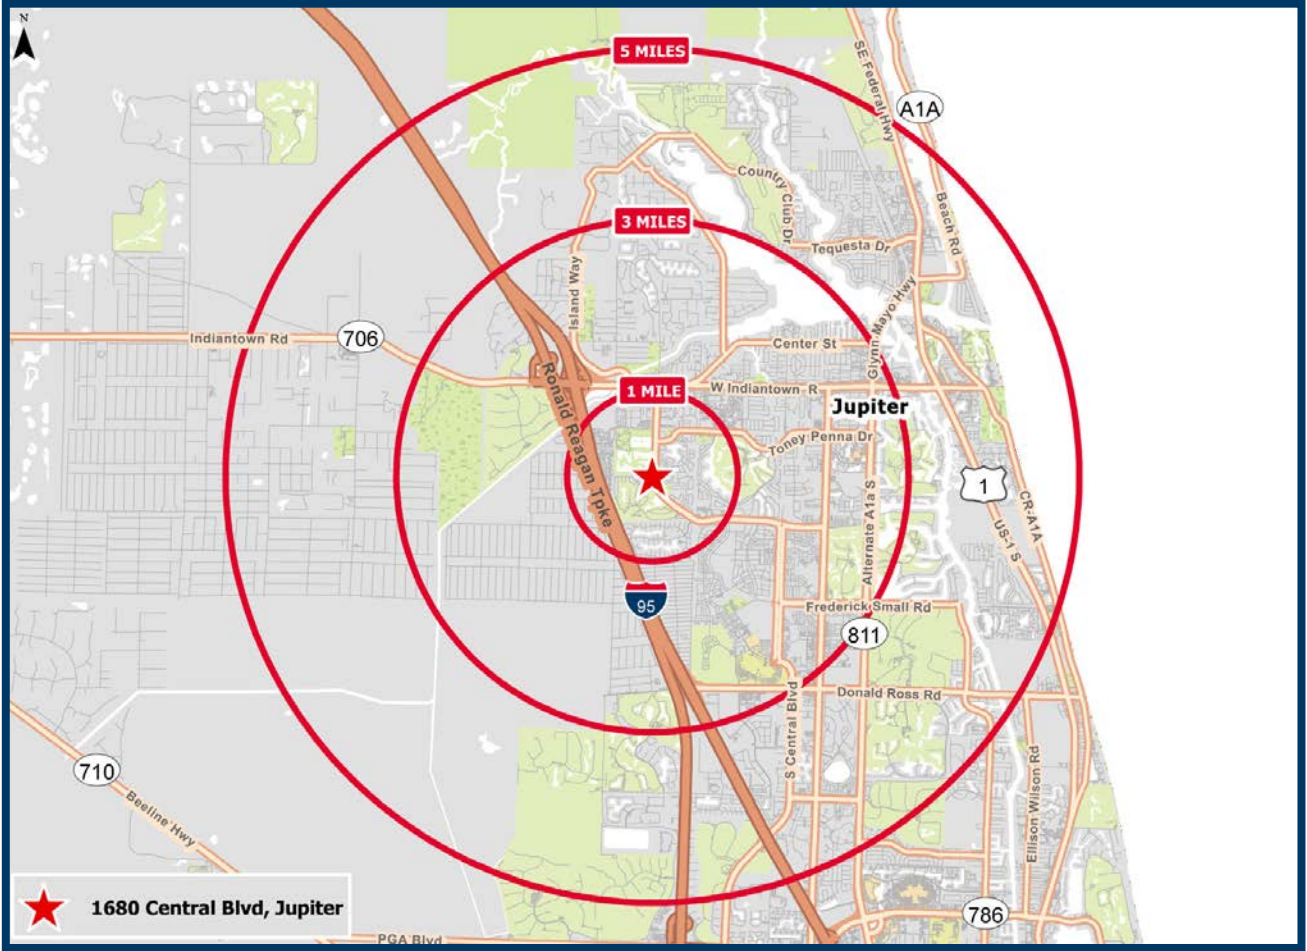 N
5 MILES
SE Federal Hwy
A1A
Country Club Dr
3 MILES
Beach Rd
Tequesta Dr
Island Way
Glynn Mayo Hwy
Indiantown Rd
706
Center St
Ronald Reagan Tpke
1 MILE
W Indiantown R
Jupiter
Toney Penna Dr
1
Alternate A1a S
CR-A1A
US-1 S
95
Frederick Small Rd
811
Donald Ross Rd
S Central Blvd
710
Beeline Hwy
Ellison Wilson Rd
1680 Central Blvd, Jupiter
786
PGA Blvd